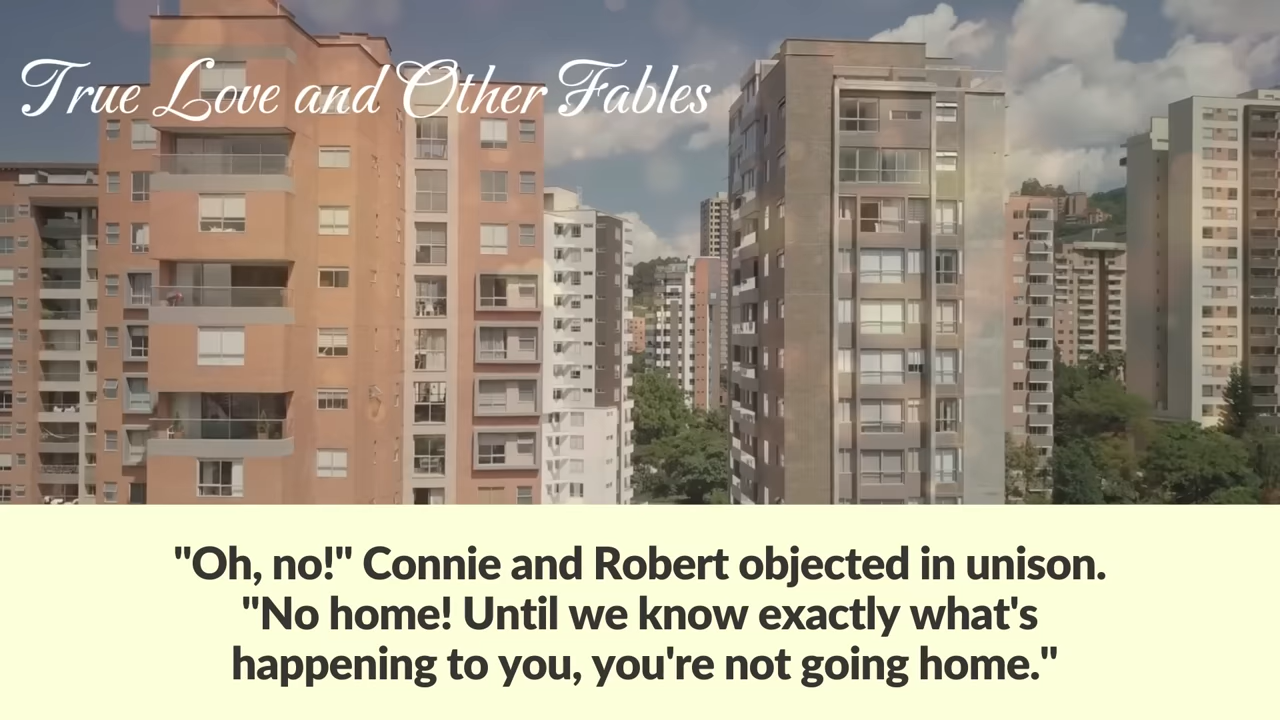 True Love and Other Fables
"Oh, no!" Connie and Robert objected in unison.
"No home! Until we know exactly what's
happening to you, you're not going home."